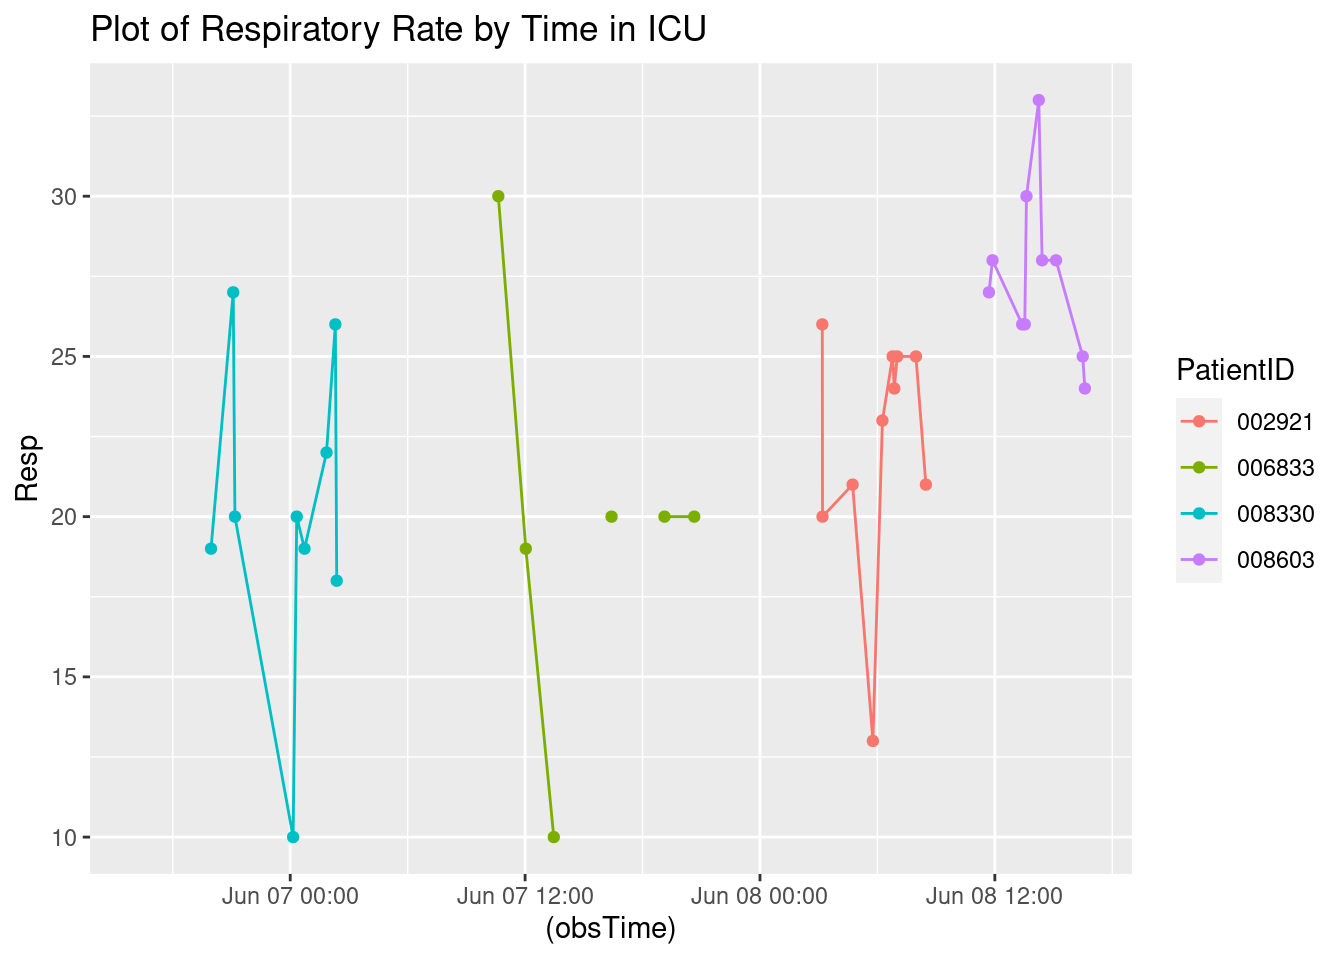 Plot of Respiratory Rate by Time in ICU
Resp
30
25
20
15
10
Jun 07 00:00
Jun 07 12:00
Jun 08 00:00
Jun 08 12:00
(obsTime)
PatientID
002921
006833
008330
008603